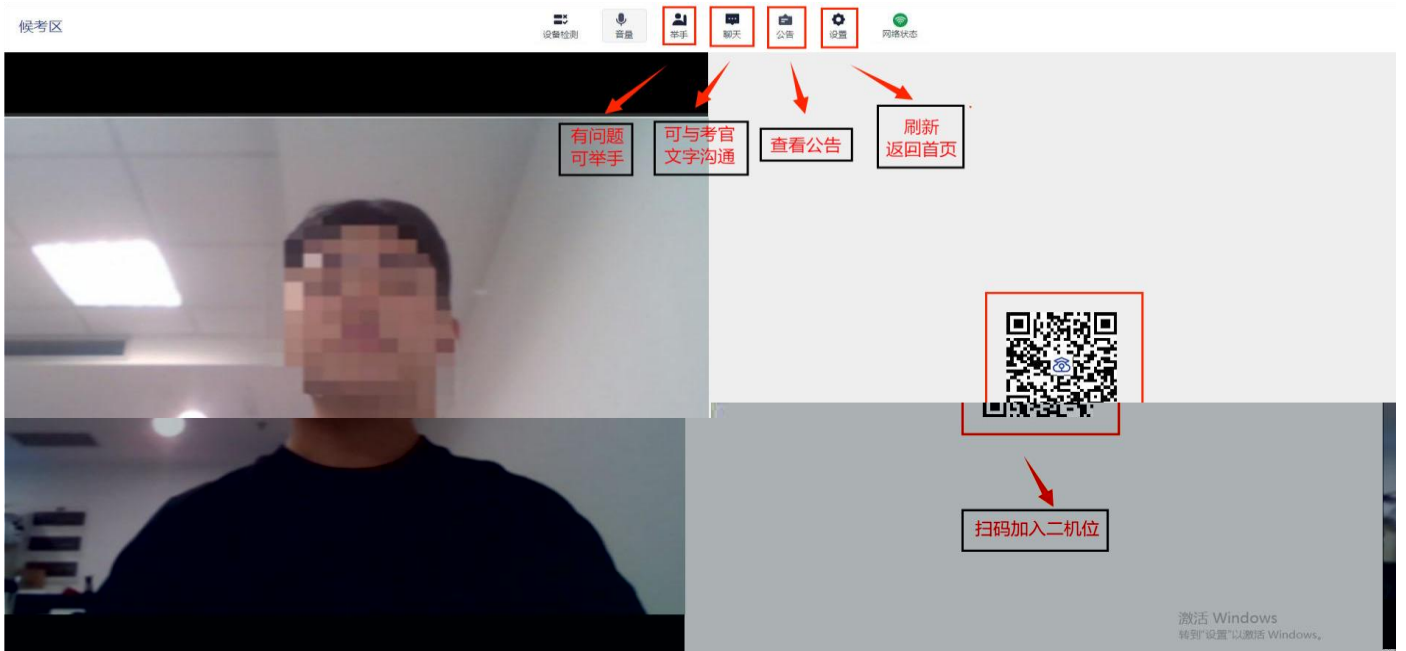 候考区
设备检测
音量
举手
聊天
公告
设置
网络状态
有问题
可举手
可与考官
文字沟通
查看公告
刷新
返回首页
扫码加入二机位
激活 Windows
转到"设置"以激活 Windows。